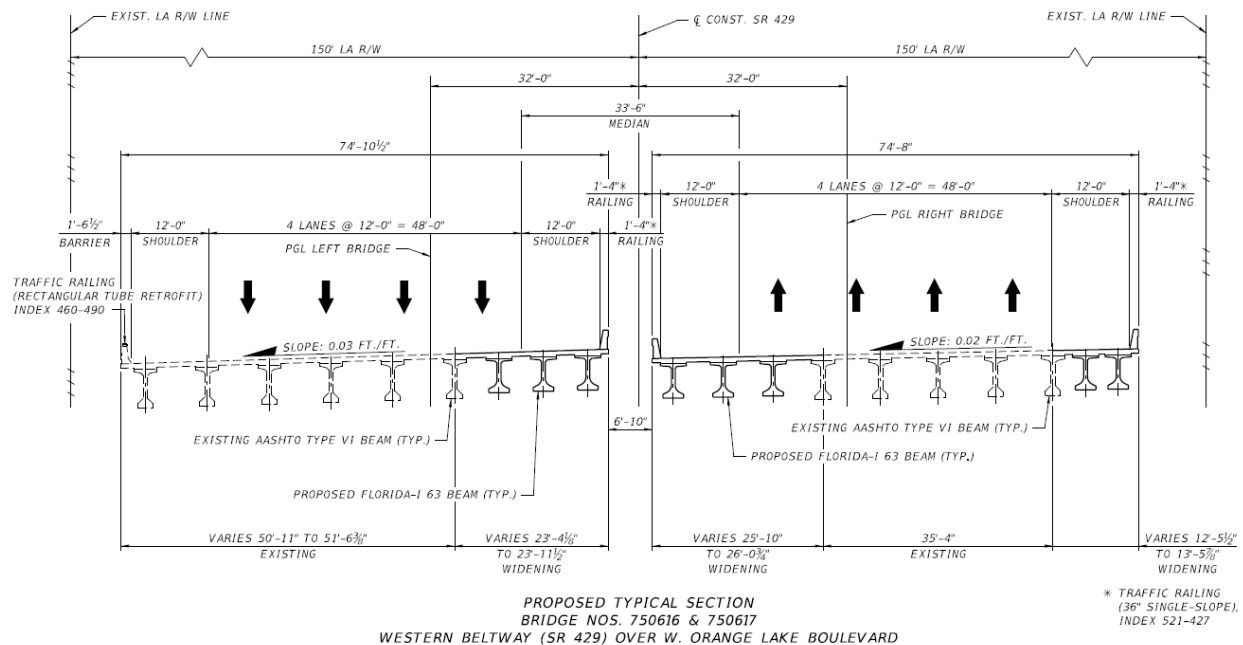 EXIST. LA R/W LINE
℄ CONST. SR 429
EXIST. LA R/W LINE
150' LA R/W
150' LA R/W
32'-0"
32'-0"
33'-6"
MEDIAN
74'-10½"
74'-8"
1'-4"*
RAILING
12'-0"
SHOULDER
4 LANES @ 12'-0" = 48'-0"
12'-0"
SHOULDER
1'-4"*
RAILING
1'-6½"
BARRIER
12'-0"
SHOULDER
4 LANES @ 12'-0" = 48'-0"
12'-0"
SHOULDER
1'-4"*
RAILING
PGL LEFT BRIDGE
PGL RIGHT BRIDGE
TRAFFIC RAILING
(RECTANGULAR TUBE RETROFIT)
INDEX 460-490
SLOPE: 0.03 FT./FT.
SLOPE: 0.02 FT./FT.
6'-10"
EXISTING AASHTO TYPE VI BEAM (TYP.)
EXISTING AASHTO TYPE VI BEAM (TYP.)
PROPOSED FLORIDA-I 63 BEAM (TYP.)
PROPOSED FLORIDA-I 63 BEAM (TYP.)
VARIES 50'-11" TO 51'-6⅜"
EXISTING
VARIES 23'-4⅛"
TO 23'-11½"
WIDENING
VARIES 25'-10"
TO 26'-0¾"
WIDENING
35'-4"
EXISTING
VARIES 12'-5½"
TO 13'-5⅞"
WIDENING
PROPOSED TYPICAL SECTION
BRIDGE NOS. 750616 & 750617
WESTERN BELTWAY (SR 429) OVER W. ORANGE LAKE BOULEVARD
* TRAFFIC RAILING
(36" SINGLE-SLOPE),
INDEX 521-427